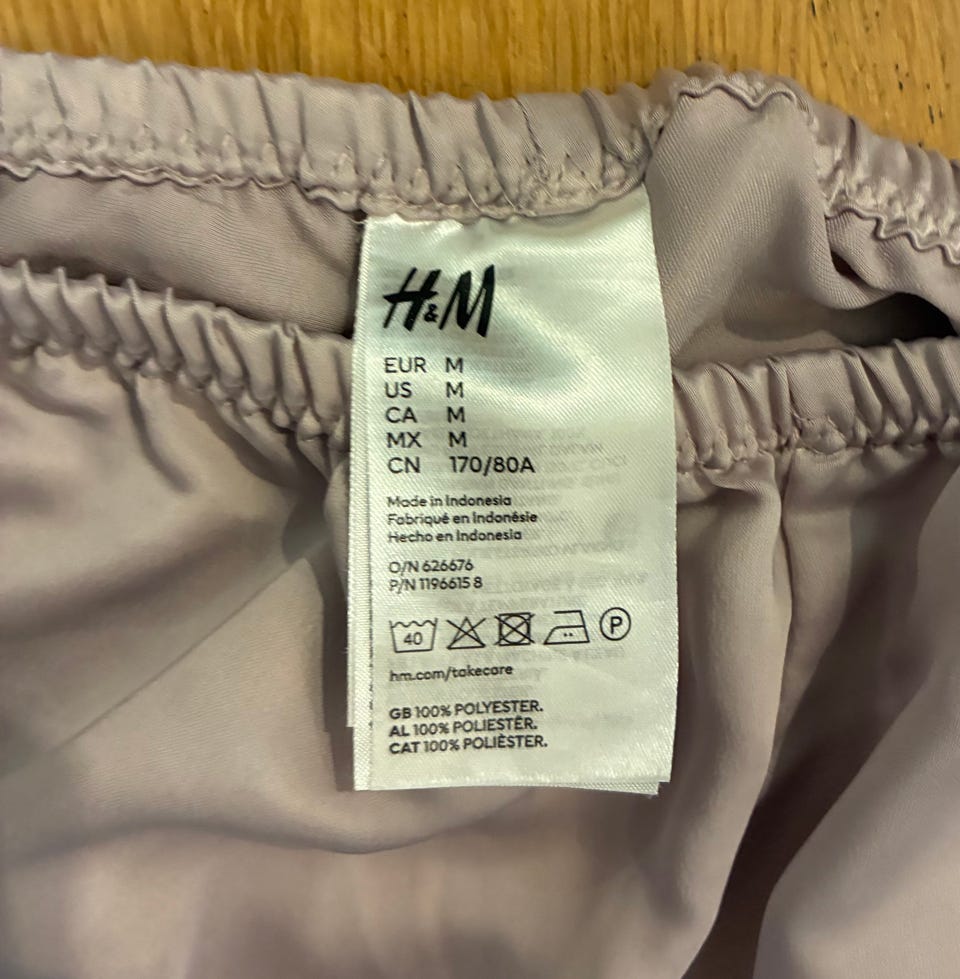 H&M
EUR M
US M
CA M
MX M
CN 170/80A
Made in Indonesia
Fabriqué en Indonésie
Hecho en Indonesia
O/N 626676
P/N 1196615 8
40 P
hm.com/takecare
GB 100% POLYESTER.
AL 100% POLIESTËR.
CAT 100% POLIÈSTER.